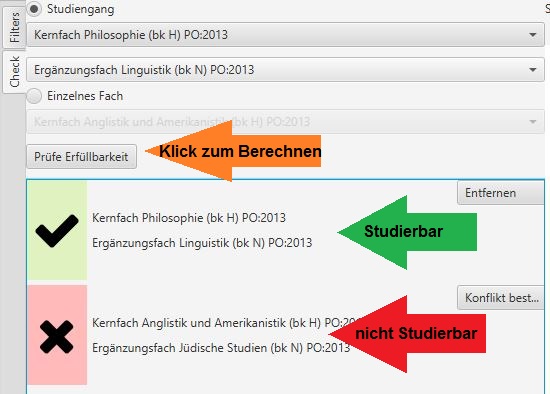 Studiengang
S
Filters
Kernfach Philosophie (bk H) PO:2013
Check
Ergänzungsfach Linguistik (bk N) PO:2013
Einzelnes Fach
Kernfach Anglistik und Amerikanistik (bk H) PO:2013
Prüfe Erfüllbarkeit
Klick zum Berechnen
Entfernen
Kernfach Philosophie (bk H) PO:2013
Studierbar
Ergänzungsfach Linguistik (bk N) PO:2013
Konflikt best...
Kernfach Anglistik und Amerikanistik (bk H) PO:20
nicht Studierbar
Ergänzungsfach Jüdische Studien (bk N) PO:2013